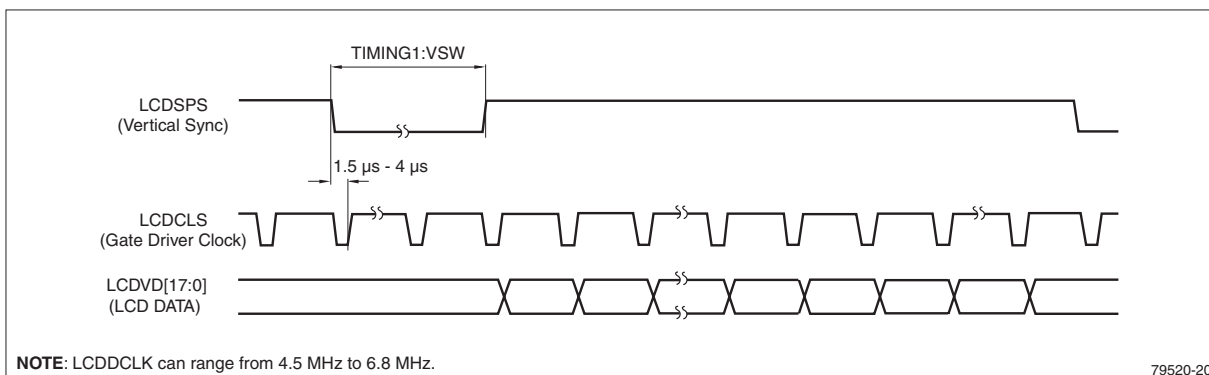 TIMING1:VSW
LCDSPS
(Vertical Sync)
1.5 µs - 4 µs
LCDCLS
(Gate Driver Clock)
LCDVD[17:0]
(LCD DATA)
NOTE: LCDDCLK can range from 4.5 MHz to 6.8 MHz.
79520-20